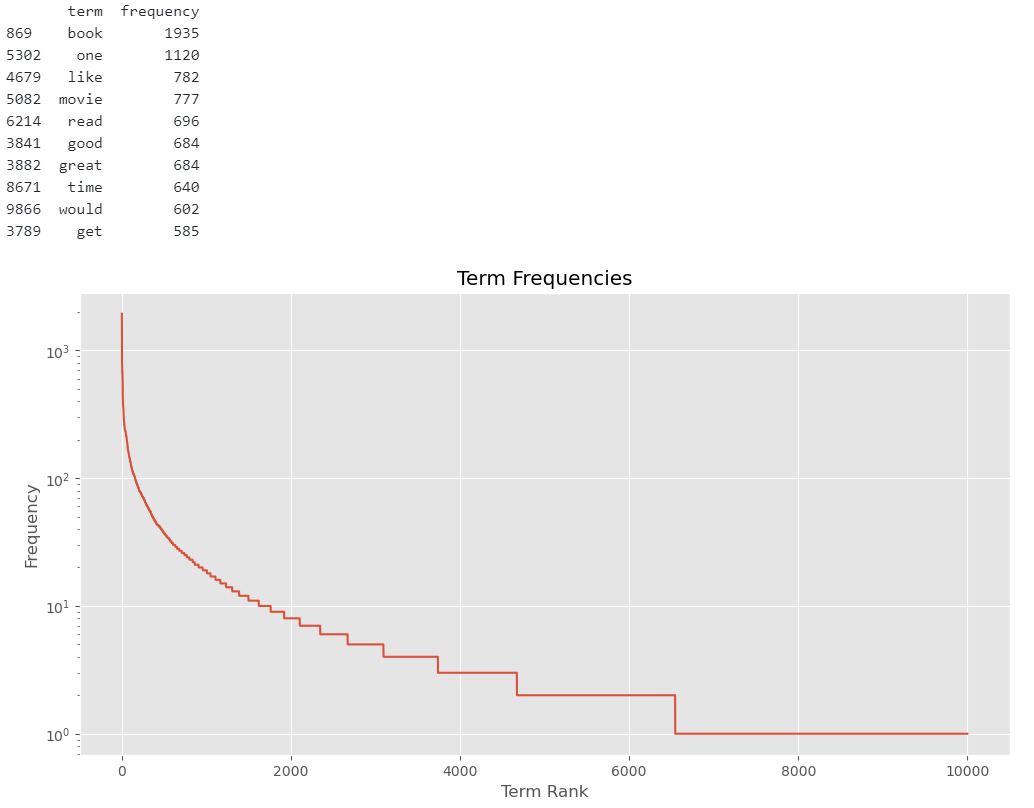 term frequency
869 book 1935
5302 one 1120
4679 like 782
5082 movie 777
6214 read 696
3841 good 684
3882 great 684
8671 time 640
9866 would 602
3789 get 585
Term Frequencies
10³
10²
10¹
10⁰
Frequency
0 2000 4000 6000 8000 10000
Term Rank